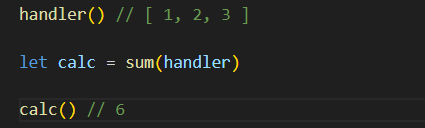 handler() // [ 1, 2, 3 ]
let calc = sum(handler)
calc() // 6